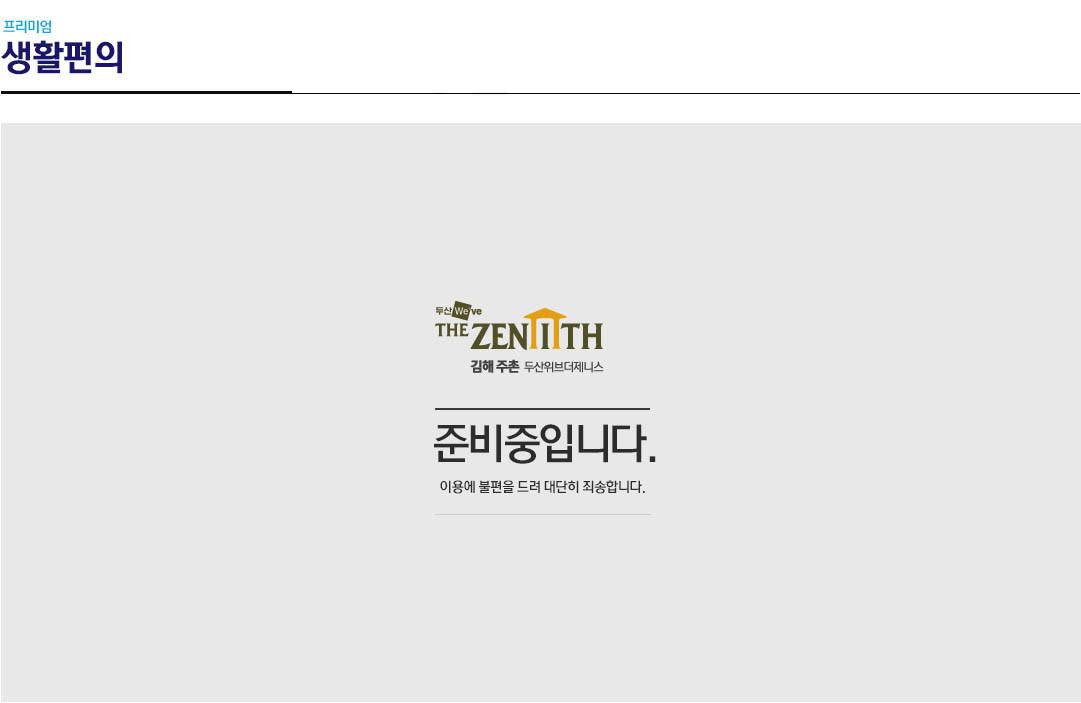 프리미엄
생활편의
두산 We've
THE ZENITH
김해 주촌 두산위브더제니스
준비중입니다.
이용에 불편을 드려 대단히 죄송합니다.